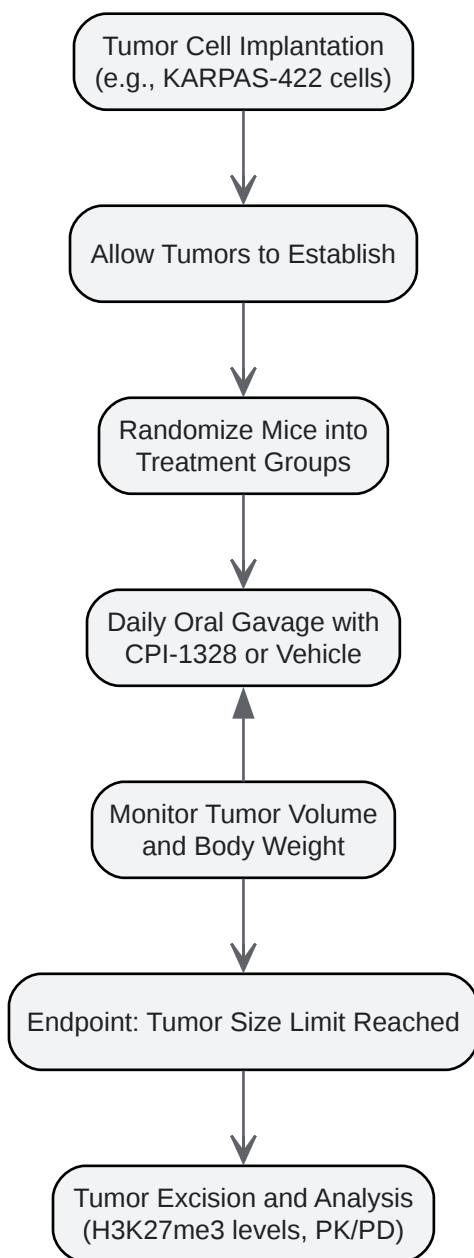 Tumor Cell Implantation
(e.g., KARPAS-422 cells)
Allow Tumors to Establish
Randomize Mice into
Treatment Groups
Daily Oral Gavage with
CPI-1328 or Vehicle
Monitor Tumor Volume
and Body Weight
Endpoint: Tumor Size Limit Reached
Tumor Excision and Analysis
(H3K27me3 levels, PK/PD)